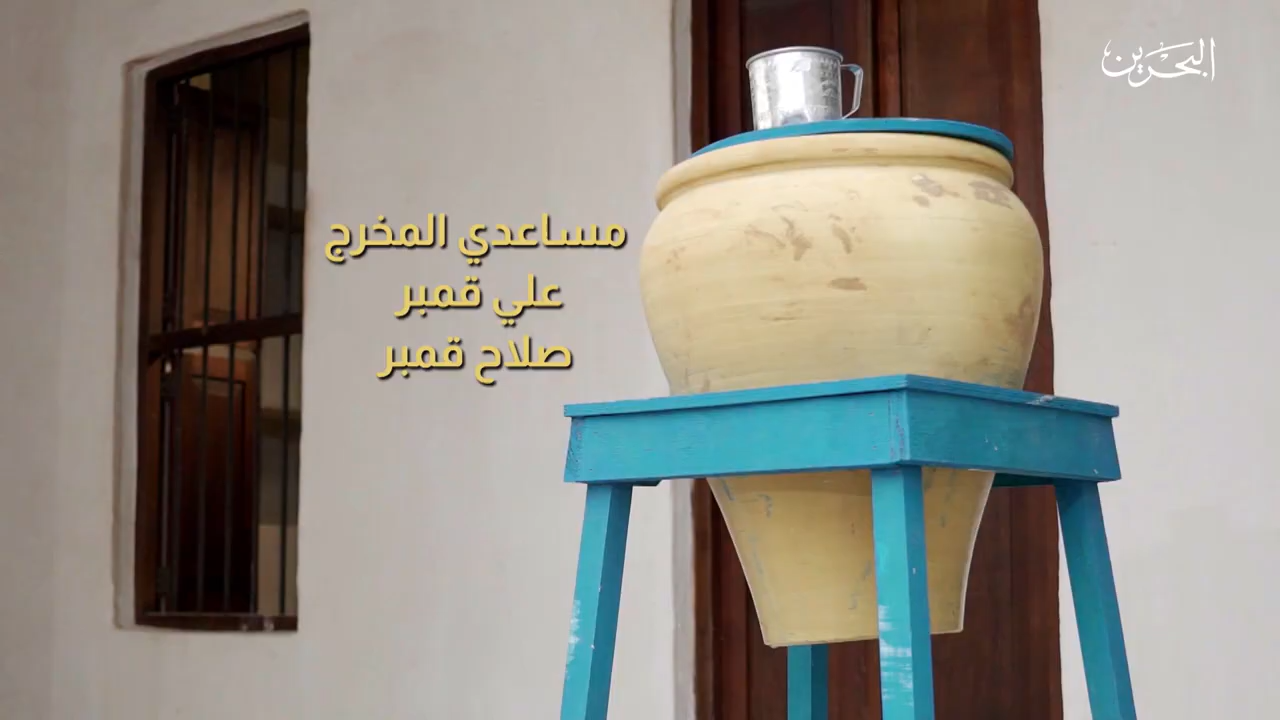 البحرين
مساعدي المخرج
علي قمبر
صلاح قمبر